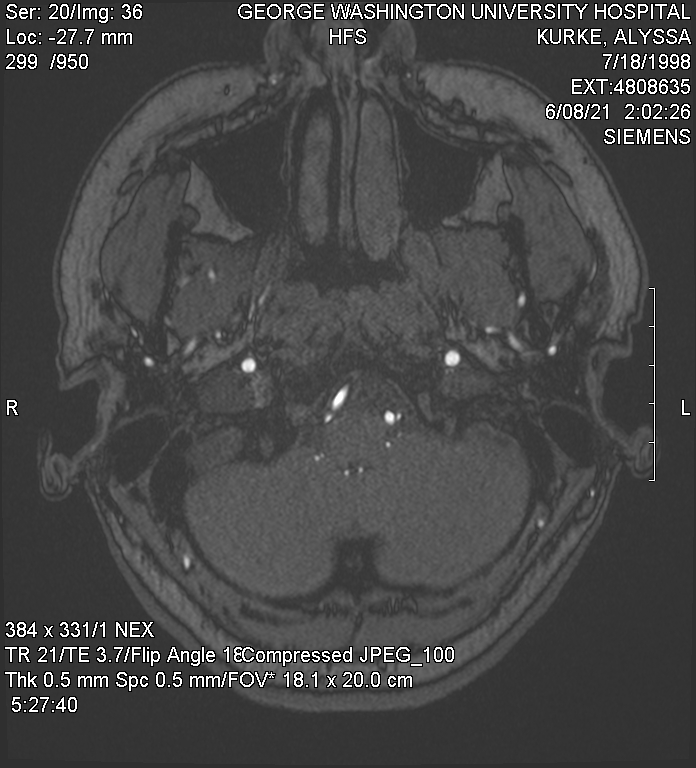 Ser: 20/Img: 36
Loc: -27.7 mm
299 /950
GEORGE WASHINGTON UNIVERSITY HOSPITAL
HFS
KURKE, ALYSSA
7/18/1998
EXT:4808635
6/08/21 2:02:26
SIEMENS
R
L
384 x 331/1 NEX
TR 21/TE 3.7/Flip Angle 18Compressed JPEG_100
Thk 0.5 mm Spc 0.5 mm/FOV* 18.1 x 20.0 cm
5:27:40